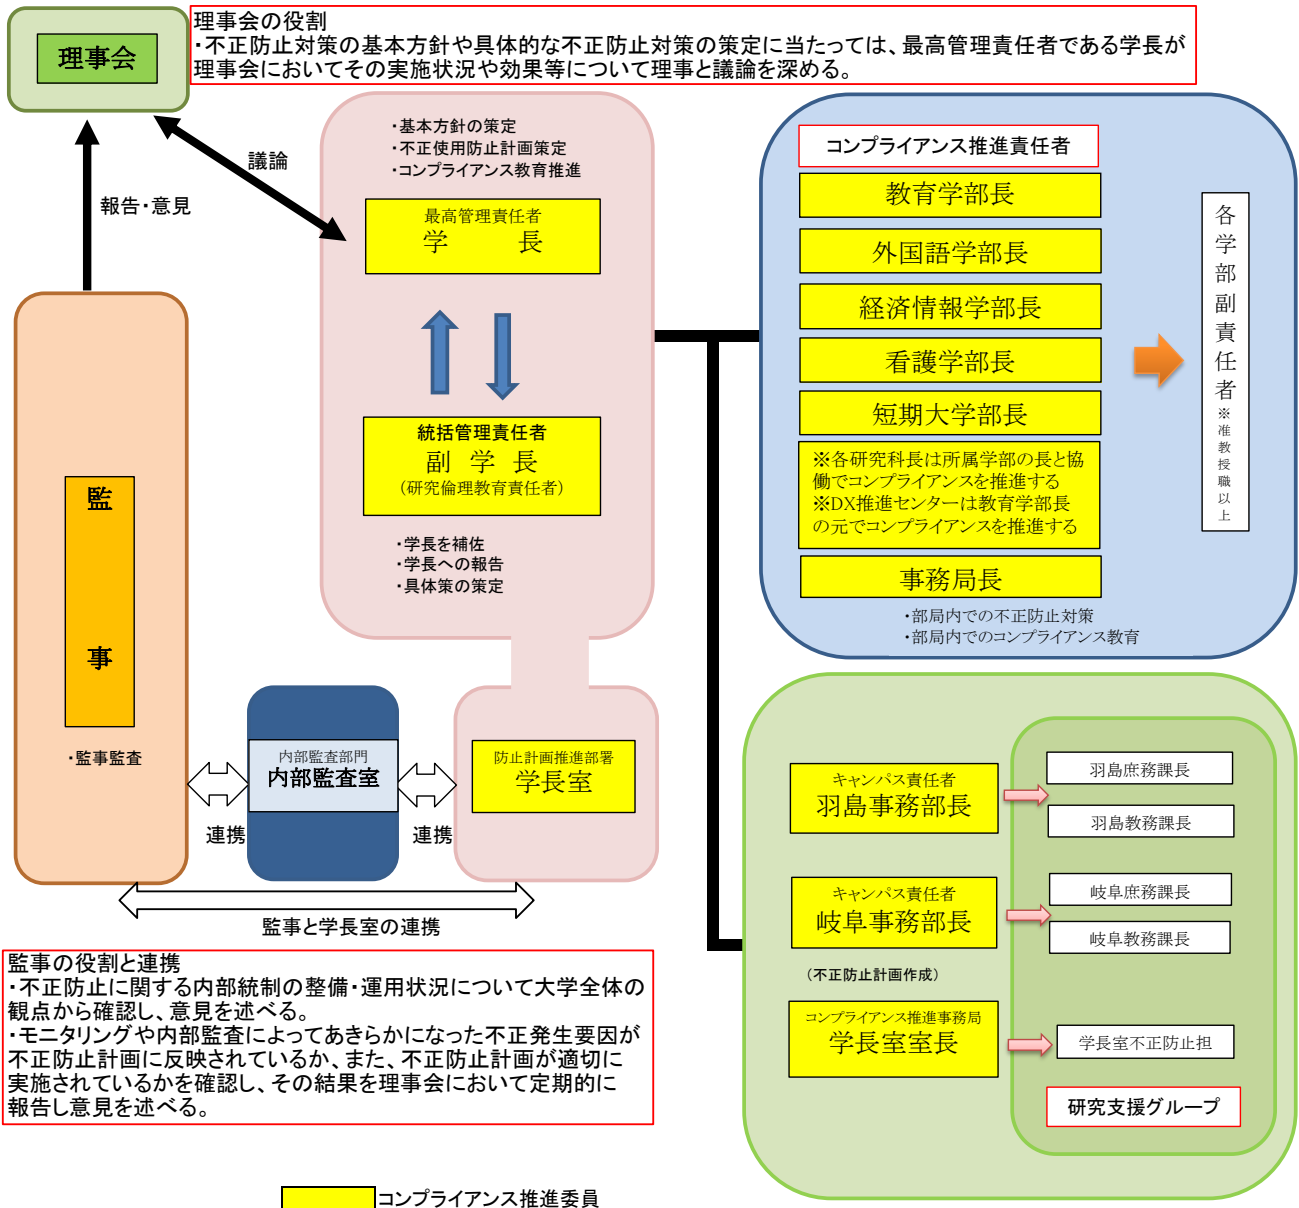 理事会
理事会の役割
・不正防止対策の基本方針や具体的な不正防止対策の策定に当たっては、最高管理責任者である学長が
理事会においてその実施状況や効果等について理事と議論を深める。
報告・意見
議論
・基本方針の策定
・不正使用防止計画策定
・コンプライアンス教育推進
最高管理責任者
学　　長
統括管理責任者
副 学 長
(研究倫理教育責任者)
・学長を補佐
・学長への報告
・具体策の策定
コンプライアンス推進責任者
教育学部長
外国語学部長
経済情報学部長
看護学部長
短期大学部長
※各研究科長は所属学部の長と協
働でコンプライアンスを推進する
※DX推進センターは教育学部長
の元でコンプライアンスを推進する
事務局長
・部局内での不正防止対策
・部局内でのコンプライアンス教育
各学部副責任者※准教授職以上
監事
・監事監査
連携
内部監査部門
内部監査室
連携
防止計画推進部署
学長室
監事と学長室の連携
監事の役割と連携
・不正防止に関する内部統制の整備・運用状況について大学全体の
観点から確認し、意見を述べる。
・モニタリングや内部監査によってあきらかになった不正発生要因が
不正防止計画に反映されているか、また、不正防止計画が適切に
実施されているかを確認し、その結果を理事会において定期的に
報告し意見を述べる。
キャンパス責任者
羽島事務部長
羽島庶務課長
羽島教務課長
キャンパス責任者
岐阜事務部長
岐阜庶務課長
岐阜教務課長
(不正防止計画作成)
コンプライアンス推進事務局
学長室室長
学長室不正防止担
研究支援グループ
コンプライアンス推進委員